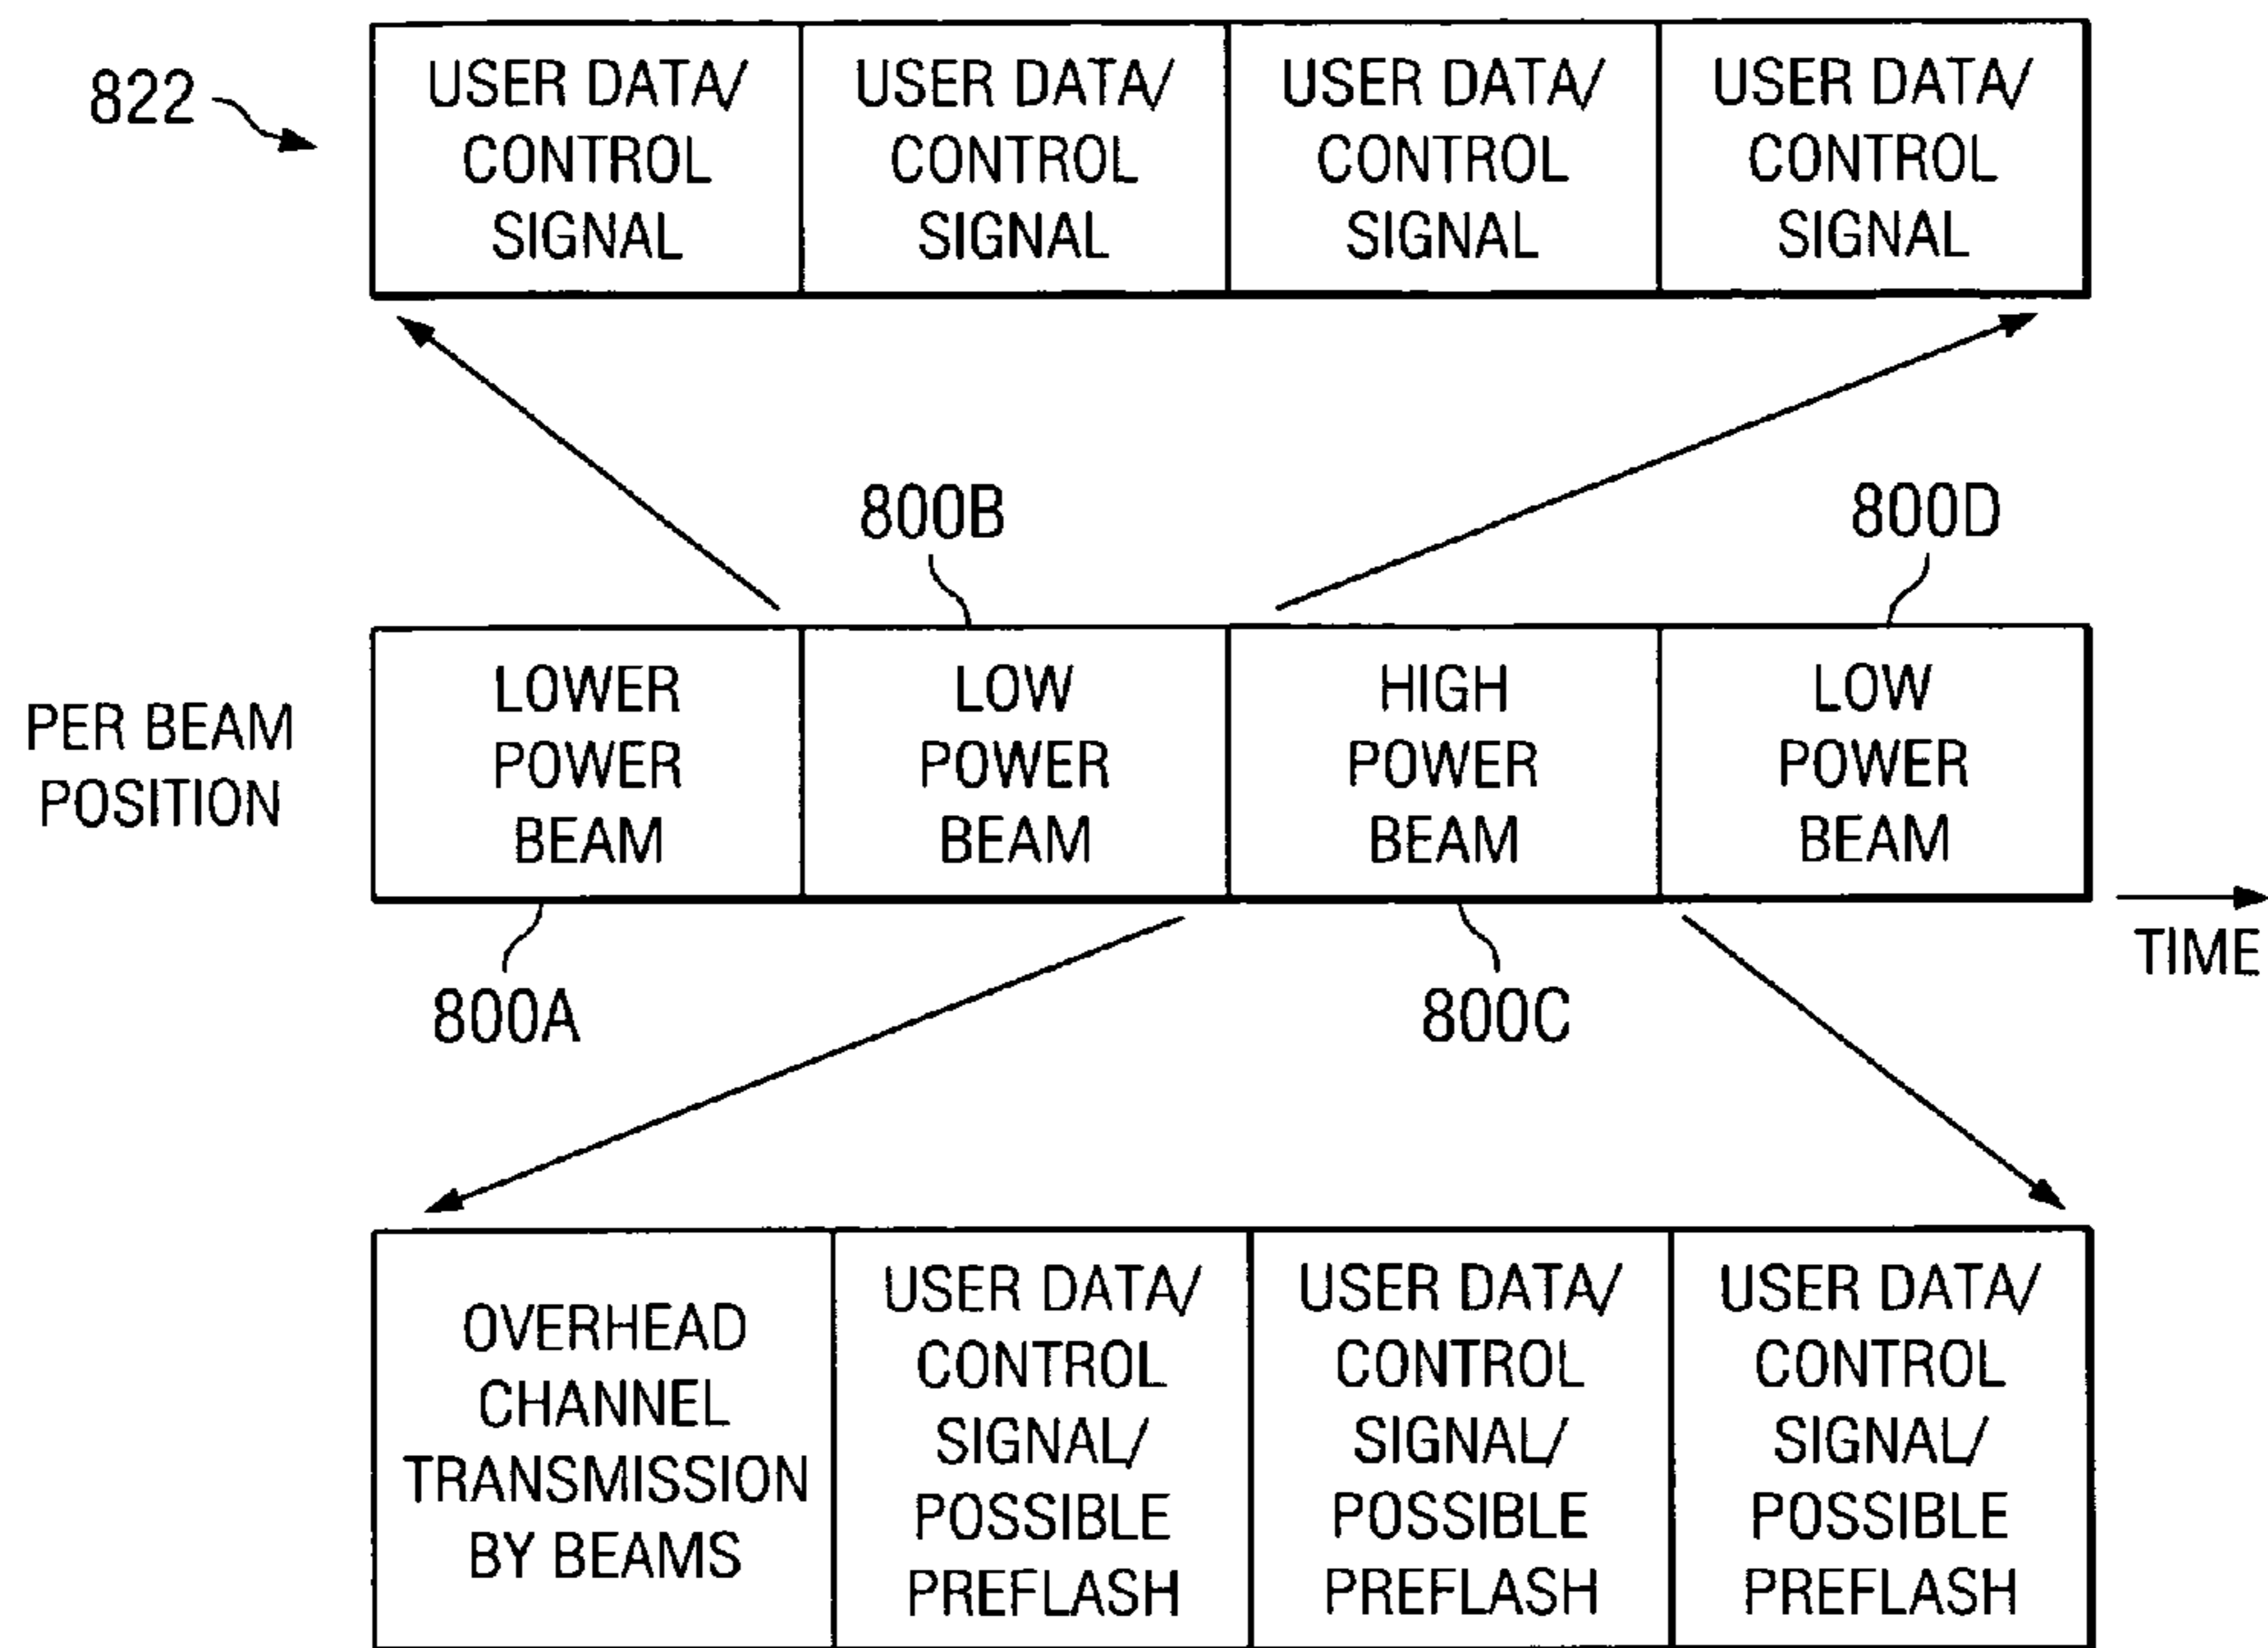 822
USER DATA/
CONTROL
SIGNAL
USER DATA/
CONTROL
SIGNAL
USER DATA/
CONTROL
SIGNAL
USER DATA/
CONTROL
SIGNAL
800B
800D
PER BEAM
POSITION
LOWER
POWER
BEAM
LOW
POWER
BEAM
HIGH
POWER
BEAM
LOW
POWER
BEAM
TIME
800A
800C
OVERHEAD
CHANNEL
TRANSMISSION
BY BEAMS
USER DATA/
CONTROL
SIGNAL/
POSSIBLE
PREFLASH
USER DATA/
CONTROL
SIGNAL/
POSSIBLE
PREFLASH
USER DATA/
CONTROL
SIGNAL/
POSSIBLE
PREFLASH